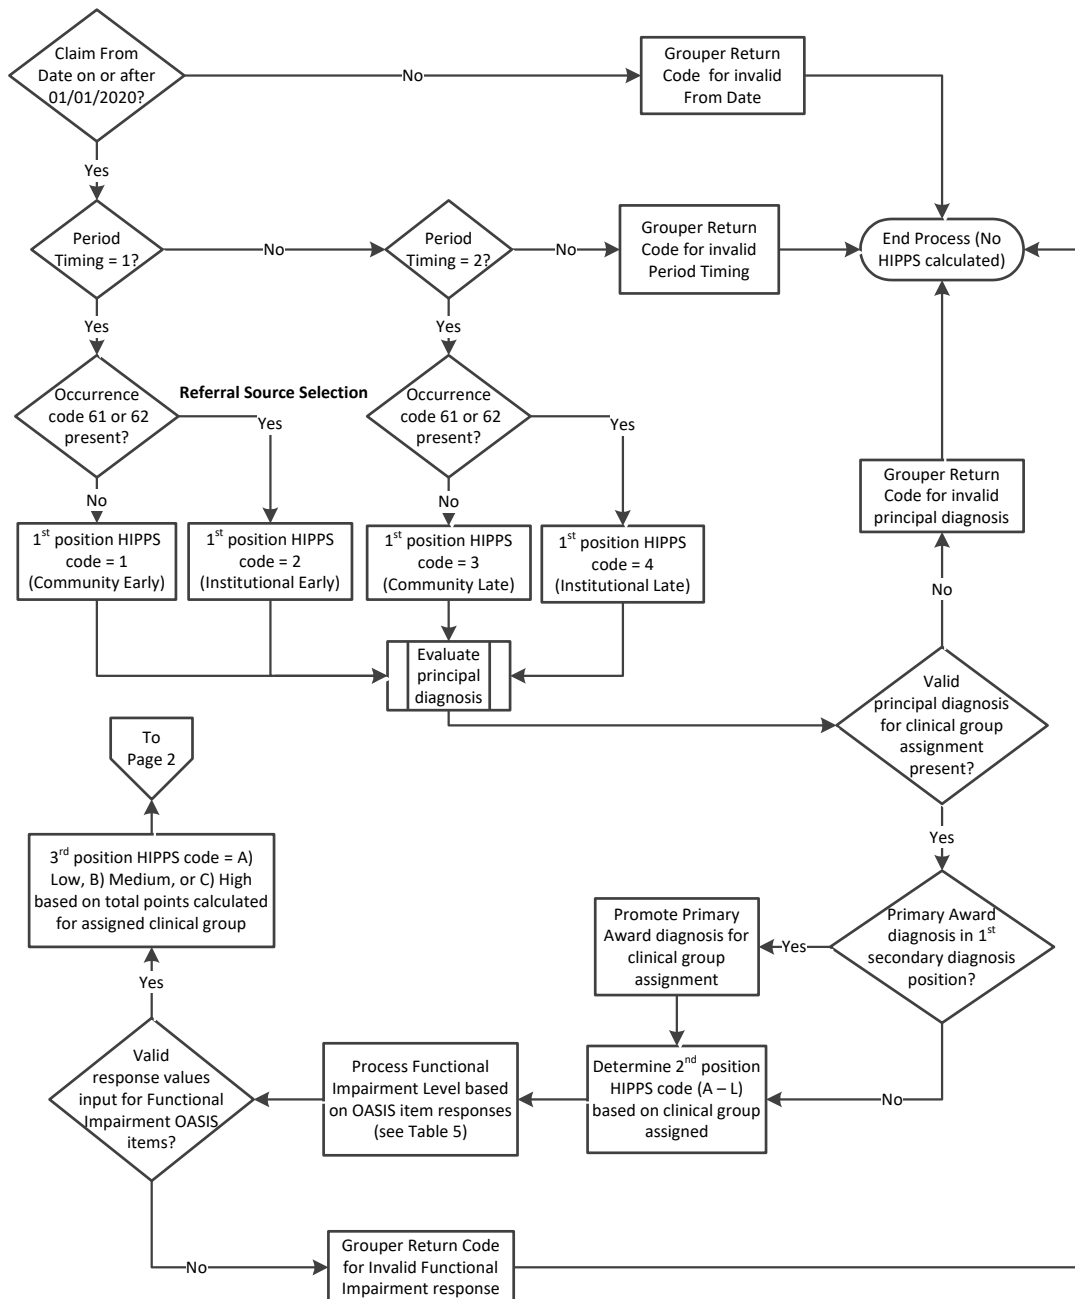 Claim From
Date on or after
01/01/2020?
No
Grouper Return
Code for invalid
From Date
Yes
Period
Timing = 1?
No
Period
Timing = 2?
No
Grouper Return
Code for invalid
Period Timing
End Process (No
HIPPS calculated)
Yes
Yes
Occurrence
code 61 or 62
present?
Referral Source Selection
Yes
Occurrence
code 61 or 62
present?
Yes
No
No
1st position HIPPS
code = 1
(Community Early)
1st position HIPPS
code = 2
(Institutional Early)
1st position HIPPS
code = 3
(Community Late)
1st position HIPPS
code = 4
(Institutional Late)
Grouper Return
Code for invalid
principal diagnosis
No
Evaluate
principal
diagnosis
Valid
principal diagnosis
for clinical group
assignment
present?
Yes
To
Page 2
3rd position HIPPS code = A)
Low, B) Medium, or C) High
based on total points calculated
for assigned clinical group
Promote Primary
Award diagnosis for
clinical group
assignment
Yes
Primary Award
diagnosis in 1st
secondary diagnosis
position?
Yes
Valid
response values
input for Functional
Impairment OASIS
items?
Process Functional
Impairment Level based
on OASIS item responses
(see Table 5)
Determine 2nd position
HIPPS code (A – L)
based on clinical group
assigned
No
No
Grouper Return Code
for Invalid Functional
Impairment response